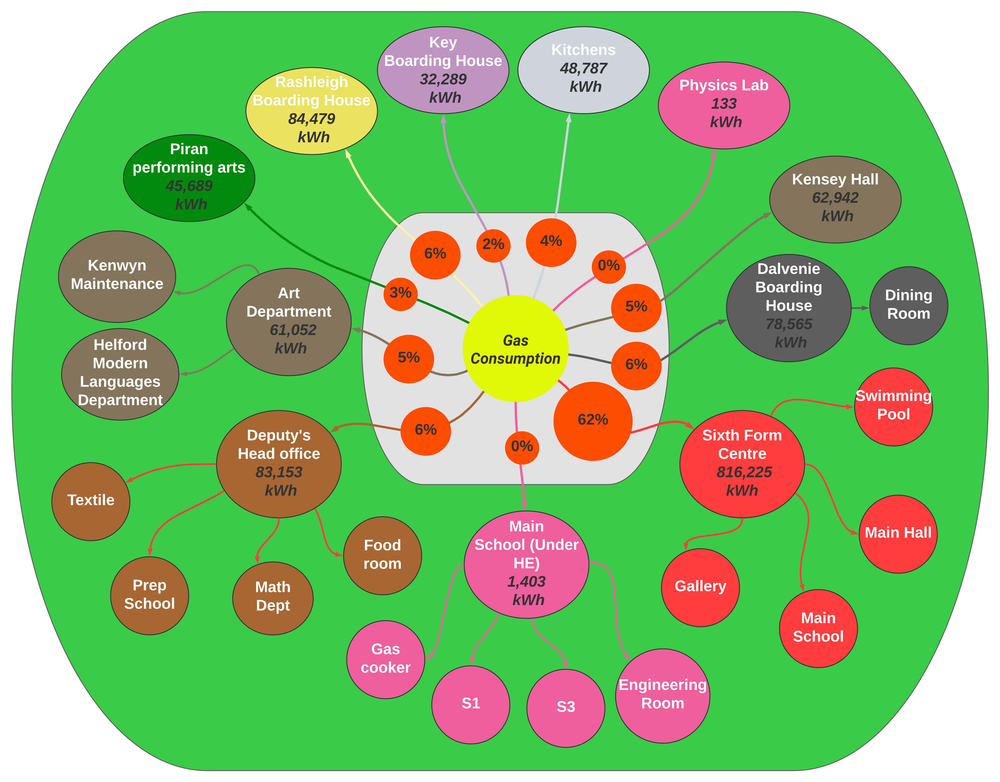 Key
Boarding House
32,289
kWh
Kitchens
48,787
kWh
Rashleigh
Boarding House
84,479
kWh
Physics Lab
133
kWh
Piran
performing arts
45,689
kWh
Kensey Hall
62,942
kWh
6%
2%
4%
0%
3%
5%
Kenwyn
Maintenance
Art
Department
61,052
kWh
Dalvenie
Boarding
House
78,565
kWh
Dining
Room
Gas
Consumption
5%
6%
Helford
Modern
Languages
Department
62%
6%
0%
Swimming
Pool
Deputy's
Head office
83,153
kWh
Sixth Form
Centre
816,225
kWh
Textile
Main
School (Under
HE)
1,403
kWh
Main Hall
Food
room
Prep
School
Math
Dept
Gallery
Main
School
Gas
cooker
S1
S3
Engineering
Room